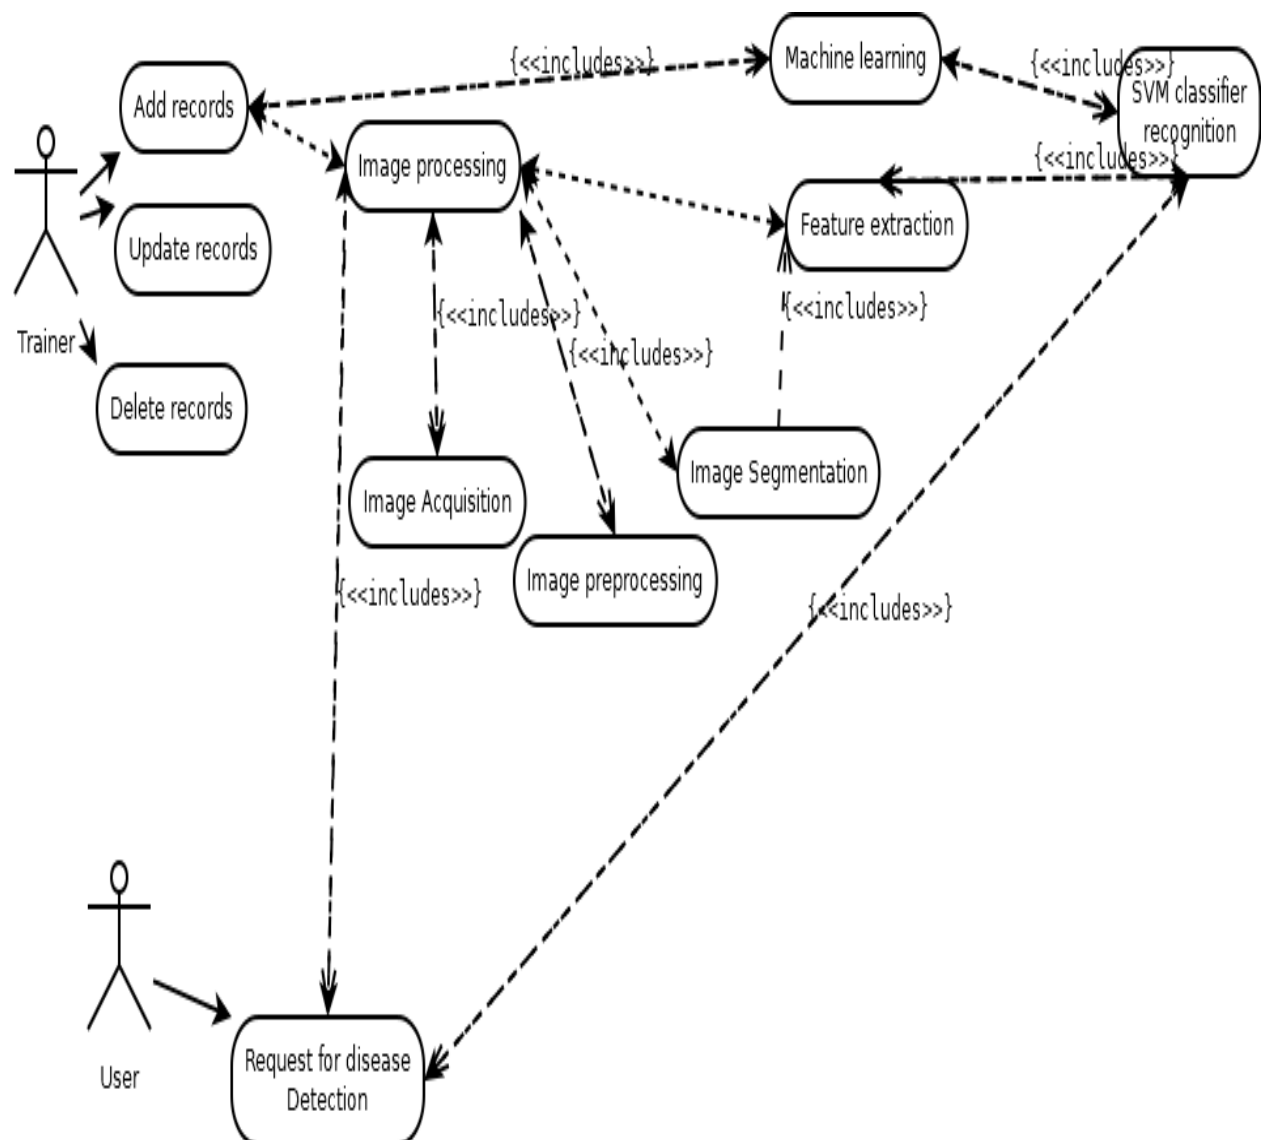 {<<includes>>}
Machine learning
{<<includes>>}
SVM classifier
recognition
Add records
Image processing
{<<includes>>}
Feature extraction
Update records
{<<includes>>}
{<<includes>>}
Trainer
{<<includes>>}
Delete records
Image Segmentation
Image Acquisition
Image preprocessing
{<<includes>>}
{<<includes>>}
Request for disease
Detection
User